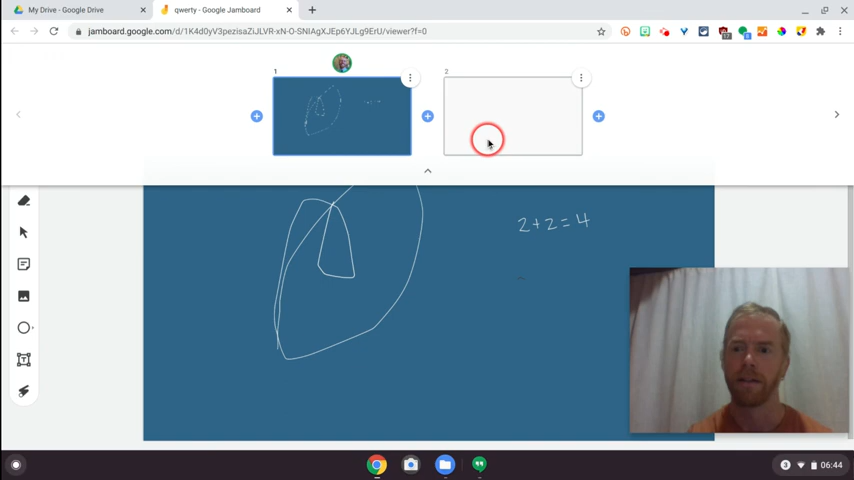 My Drive - Google Drive
qwerty - Google Jamboard
jamboard.google.com/d/1K4d0yV3pezisaZiJLVR-xN-O-SNIAgXJEp6YJLg9ErU/viewer?f=0
1
2
2+2=4
3
06:44